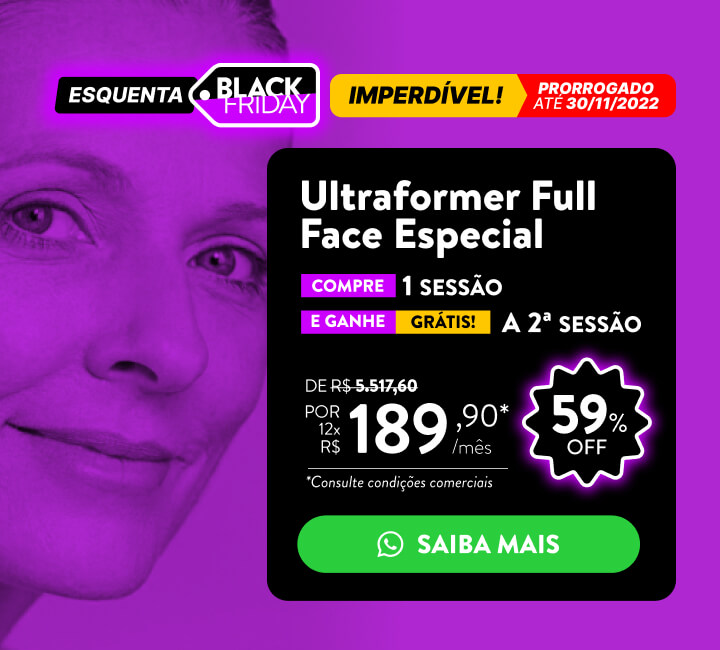 ESQUENTA
BLACK
FRIDAY
IMPERDÍVEL!
PRORROGADO
ATÉ 30/11/2022
Ultraformer Full
Face Especial
COMPRE 1 SESSÃO
E GANHE GRÁTIS! A 2ª SESSÃO
DE R$ 5.517,60
POR
12x
R$
189,90*
/mês
59%
OFF
*Consulte condições comerciais
SAIBA MAIS